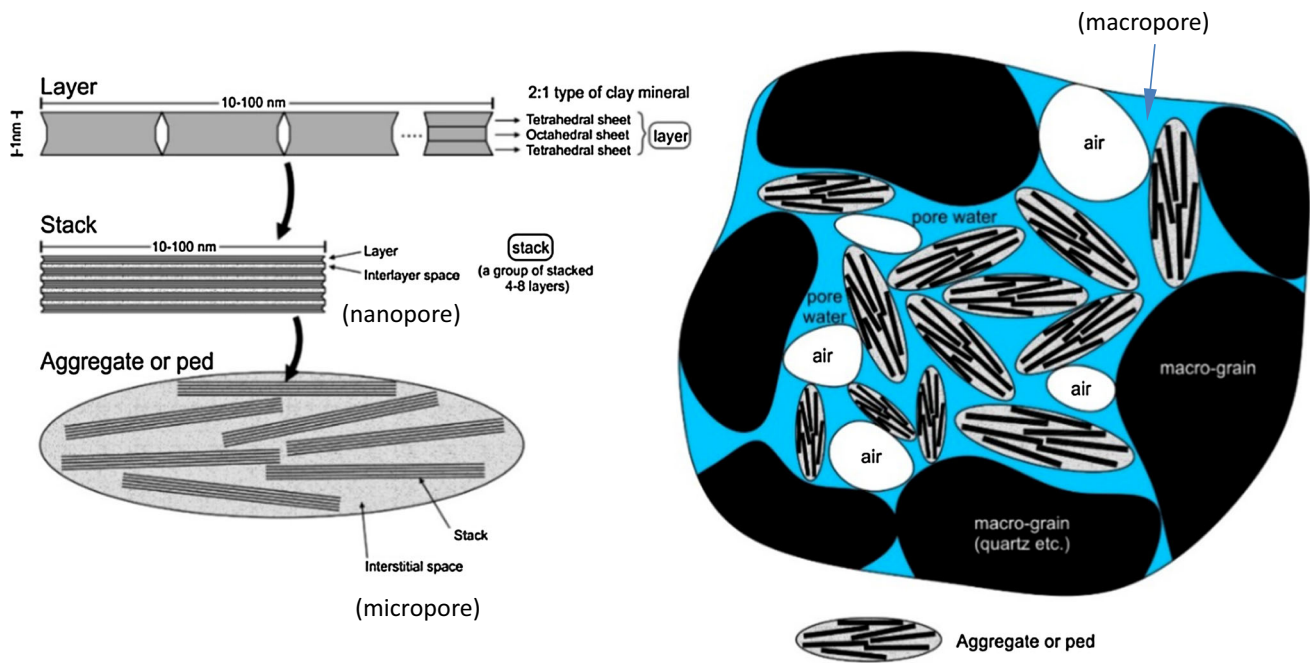 (macropore)
Layer
10-100 nm
~1nm
2:1 type of clay mineral
Tetrahedral sheet
Octahedral sheet
Tetrahedral sheet
layer
Stack
10-100 nm
Layer
Interlayer space
stack
(a group of stacked
4-8 layers)
(nanopore)
Aggregate or ped
Stack
Interstitial space
(micropore)
air
pore water
pore
water
air
air
air
macro-grain
macro-grain
(quartz etc.)
Aggregate or ped